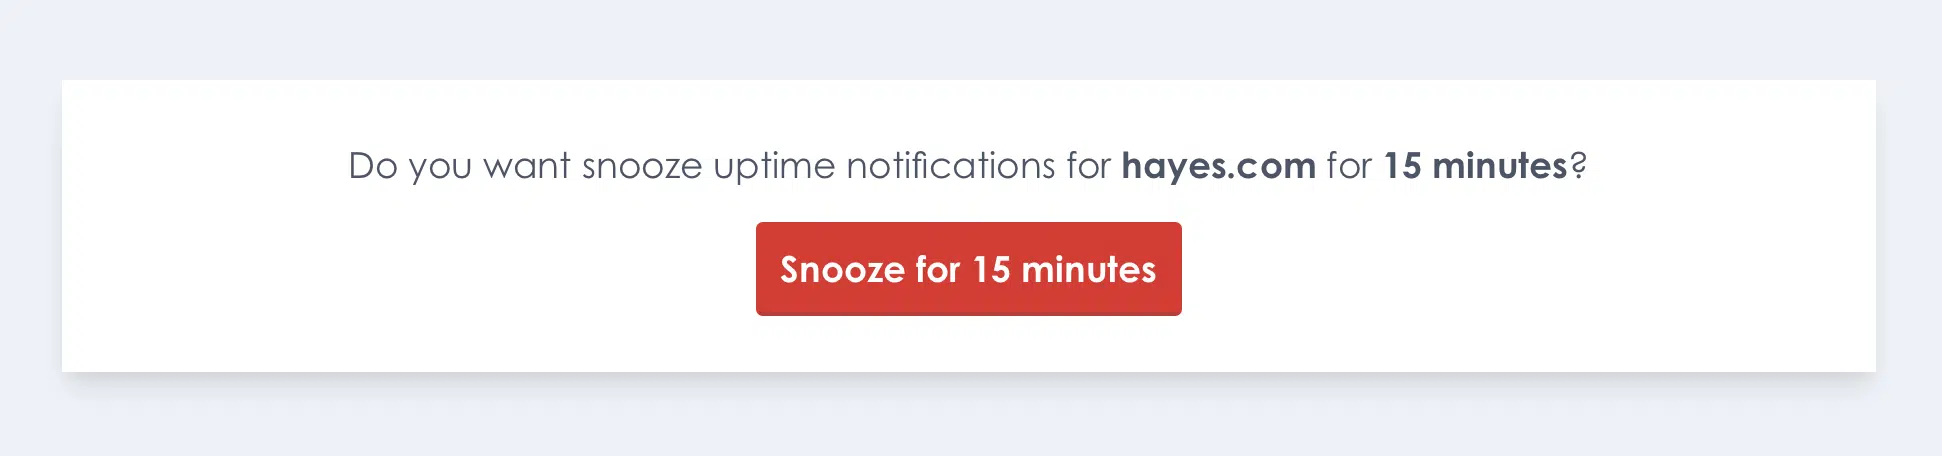 Do you want snooze uptime notifications for hayes.com for 15 minutes?
Snooze for 15 minutes